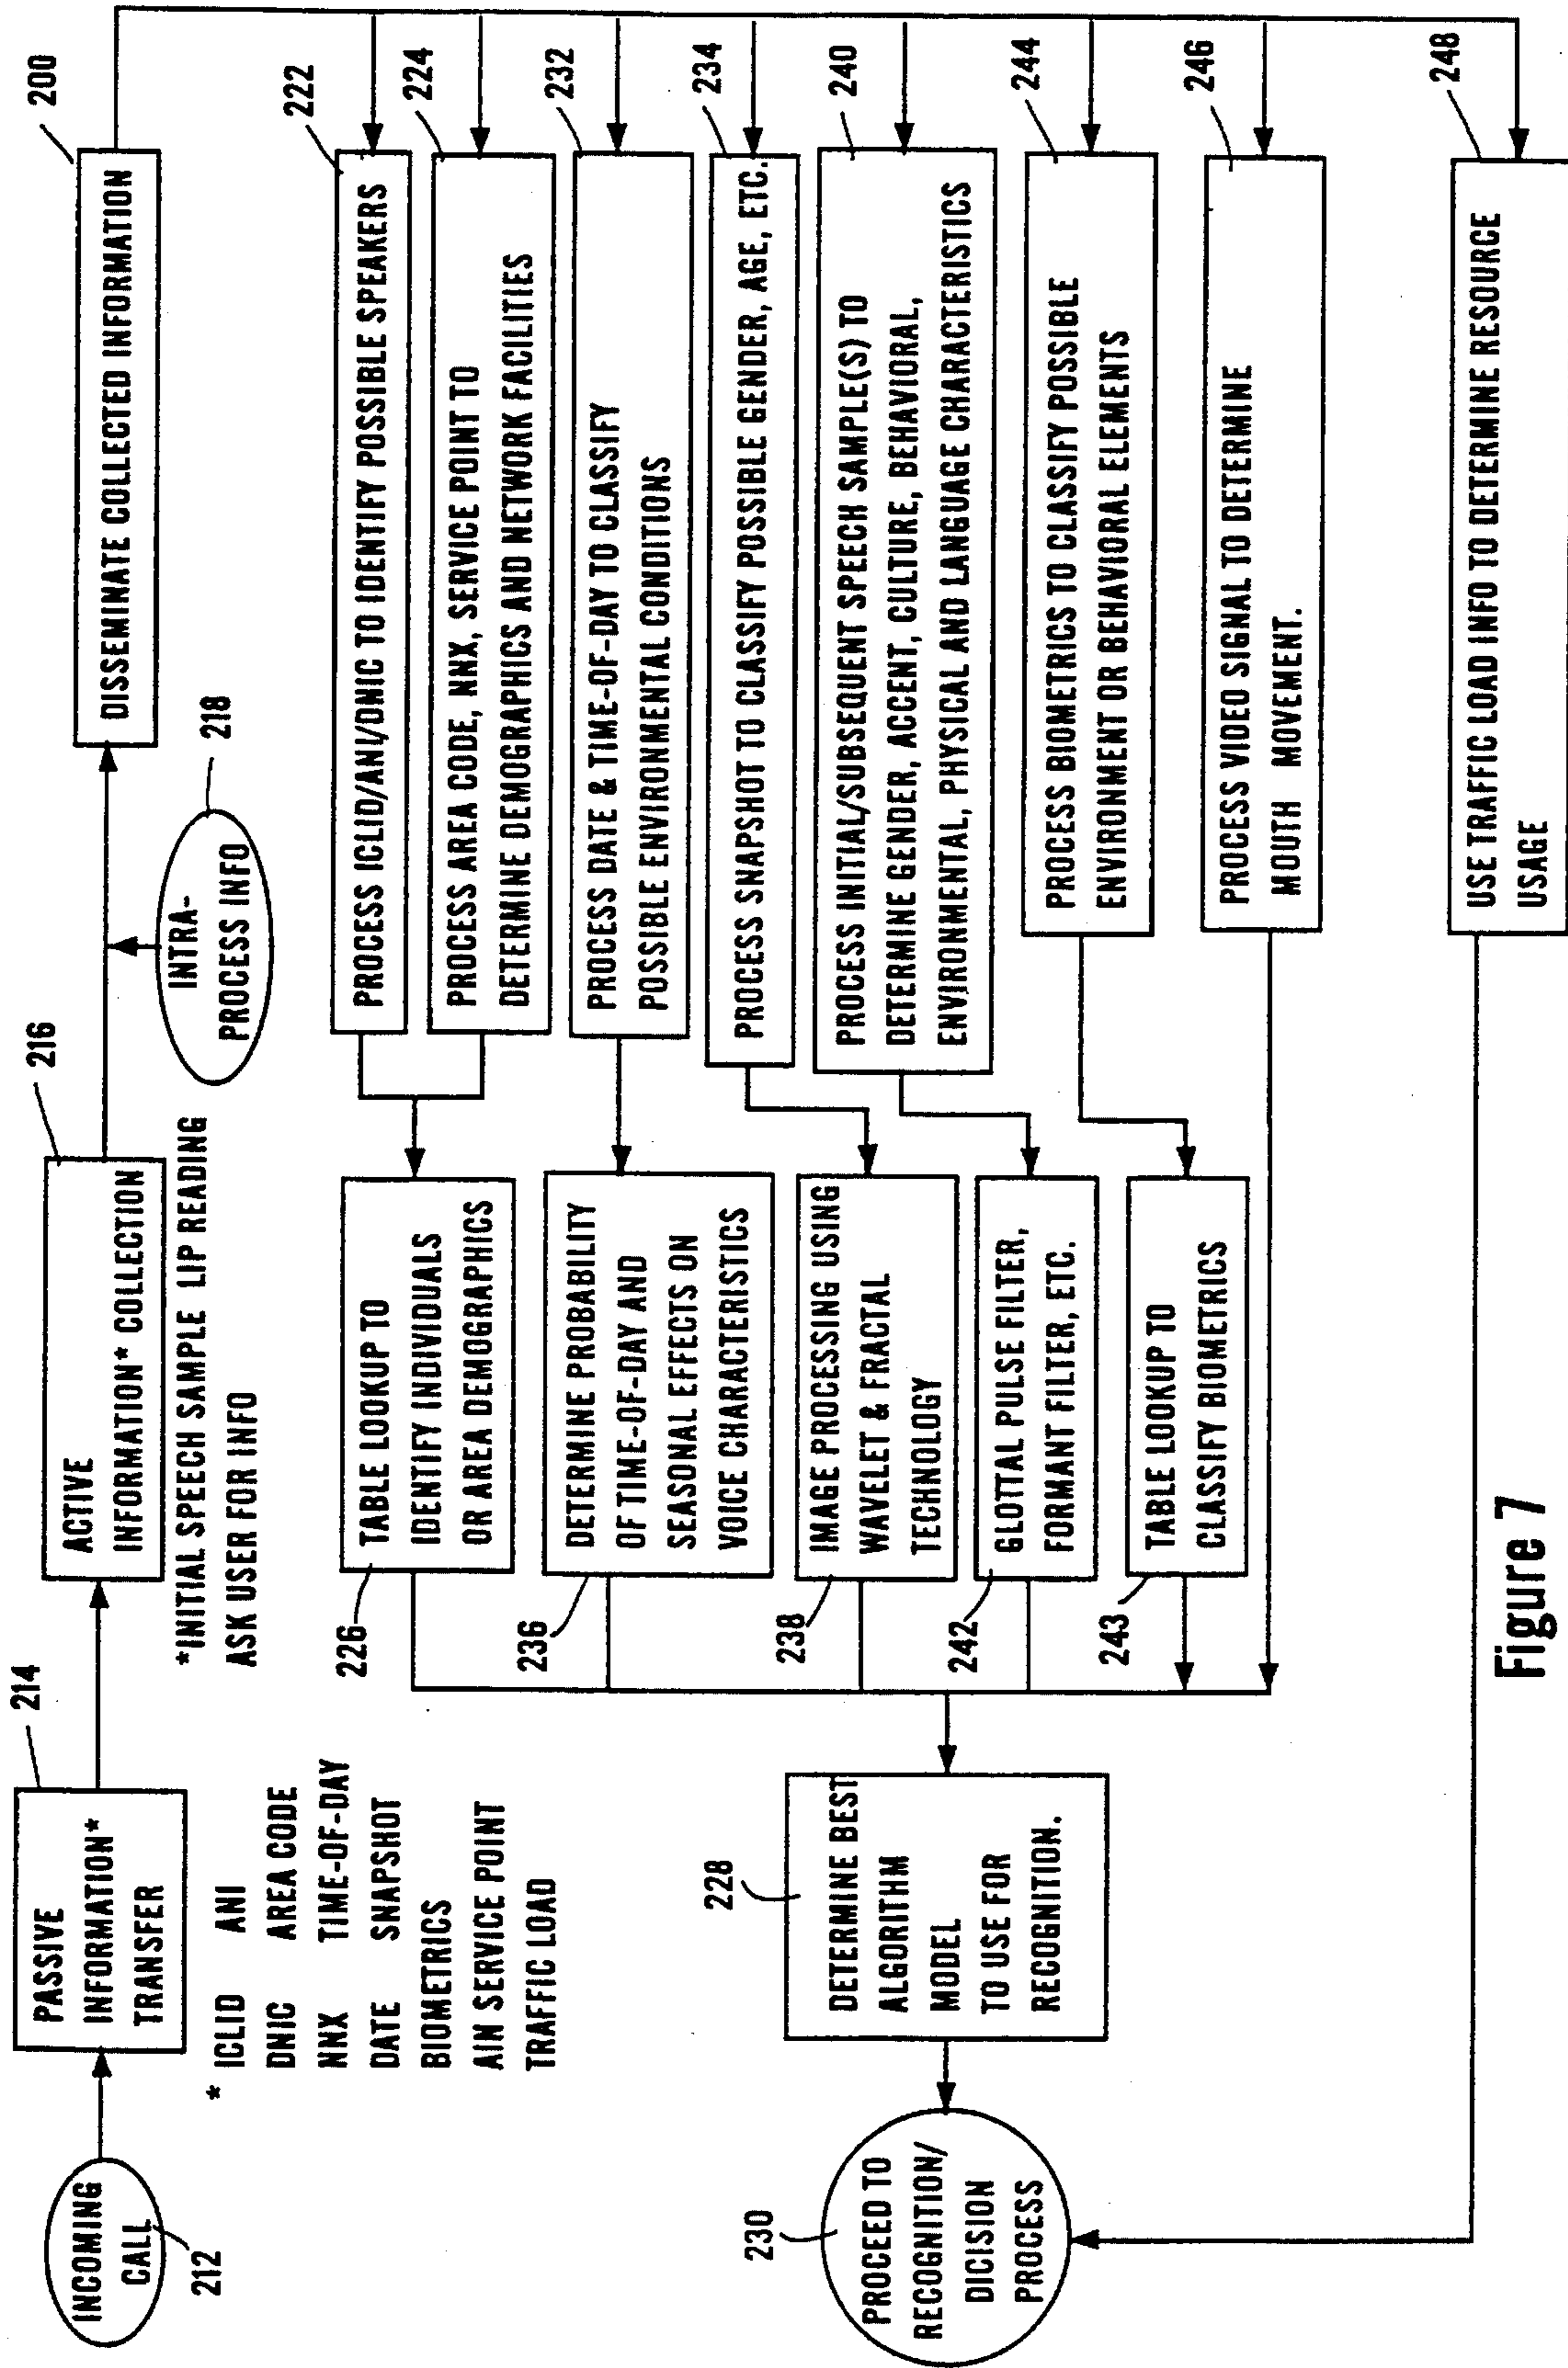 INCOMING
CALL
212
PASSIVE
INFORMATION*
TRANSFER
214
* ICLID ANI
DNIC AREA CODE
NNX TIME-OF-DAY
DATE SNAPSHOT
BIOMETRICS
AIN SERVICE POINT
TRAFFIC LOAD
ACTIVE
INFORMATION* COLLECTION
216
*INITIAL SPEECH SAMPLE LIP READING
ASK USER FOR INFO
INTRA-
PROCESS INFO
218
DISSEMINATE COLLECTED INFORMATION
200
PROCESS ICLID/ANI/DNIC TO IDENTIFY POSSIBLE SPEAKERS
222
PROCESS AREA CODE, NNX, SERVICE POINT TO
DETERMINE DEMOGRAPHICS AND NETWORK FACILITIES
224
TABLE LOOKUP TO
IDENTIFY INDIVIDUALS
OR AREA DEMOGRAPHICS
226
PROCESS DATE & TIME-OF-DAY TO CLASSIFY
POSSIBLE ENVIRONMENTAL CONDITIONS
232
DETERMINE PROBABILITY
OF TIME-OF-DAY AND
SEASONAL EFFECTS ON
VOICE CHARACTERISTICS
236
PROCESS SNAPSHOT TO CLASSIFY POSSIBLE GENDER, AGE, ETC.
234
IMAGE PROCESSING USING
WAVELET & FRACTAL
TECHNOLOGY
238
PROCESS INITIAL/SUBSEQUENT SPEECH SAMPLE(S) TO
DETERMINE GENDER, ACCENT, CULTURE, BEHAVIORAL,
ENVIRONMENTAL, PHYSICAL AND LANGUAGE CHARACTERISTICS
240
GLOTTAL PULSE FILTER,
FORMANT FILTER, ETC.
242
PROCESS BIOMETRICS TO CLASSIFY POSSIBLE
ENVIRONMENT OR BEHAVIORAL ELEMENTS
244
TABLE LOOKUP TO
CLASSIFY BIOMETRICS
243
PROCESS VIDEO SIGNAL TO DETERMINE
MOUTH MOVEMENT.
246
USE TRAFFIC LOAD INFO TO DETERMINE RESOURCE
USAGE
248
DETERMINE BEST
ALGORITHM
MODEL
TO USE FOR
RECOGNITION.
228
PROCEED TO
RECOGNITION/
DICISION
PROCESS
230
Figure 7